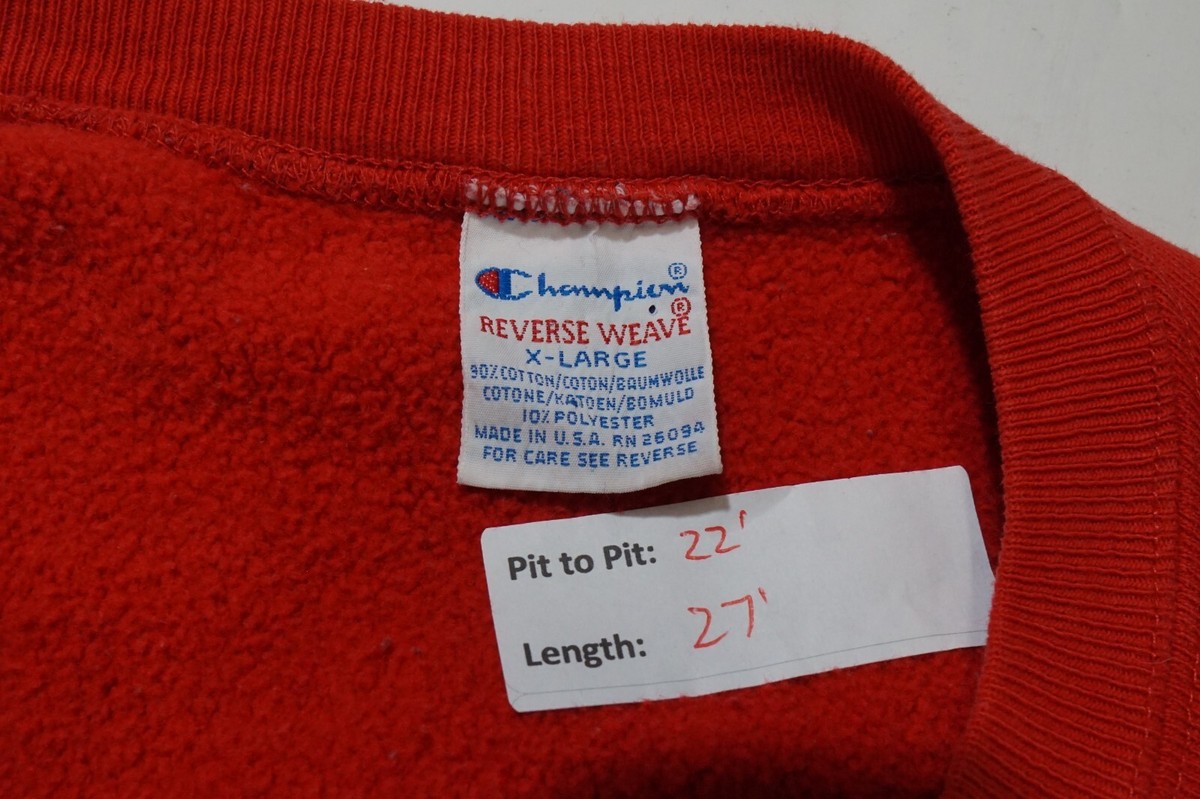 Champion®
REVERSE WEAVE®
X-LARGE
90% COTTON/COTON/BAUMWOLLE
COTONE/KATOEN/BOMULD
10% POLYESTER
MADE IN U.S.A. RN 26094
FOR CARE SEE REVERSE
Pit to Pit: 22'
Length: 27'